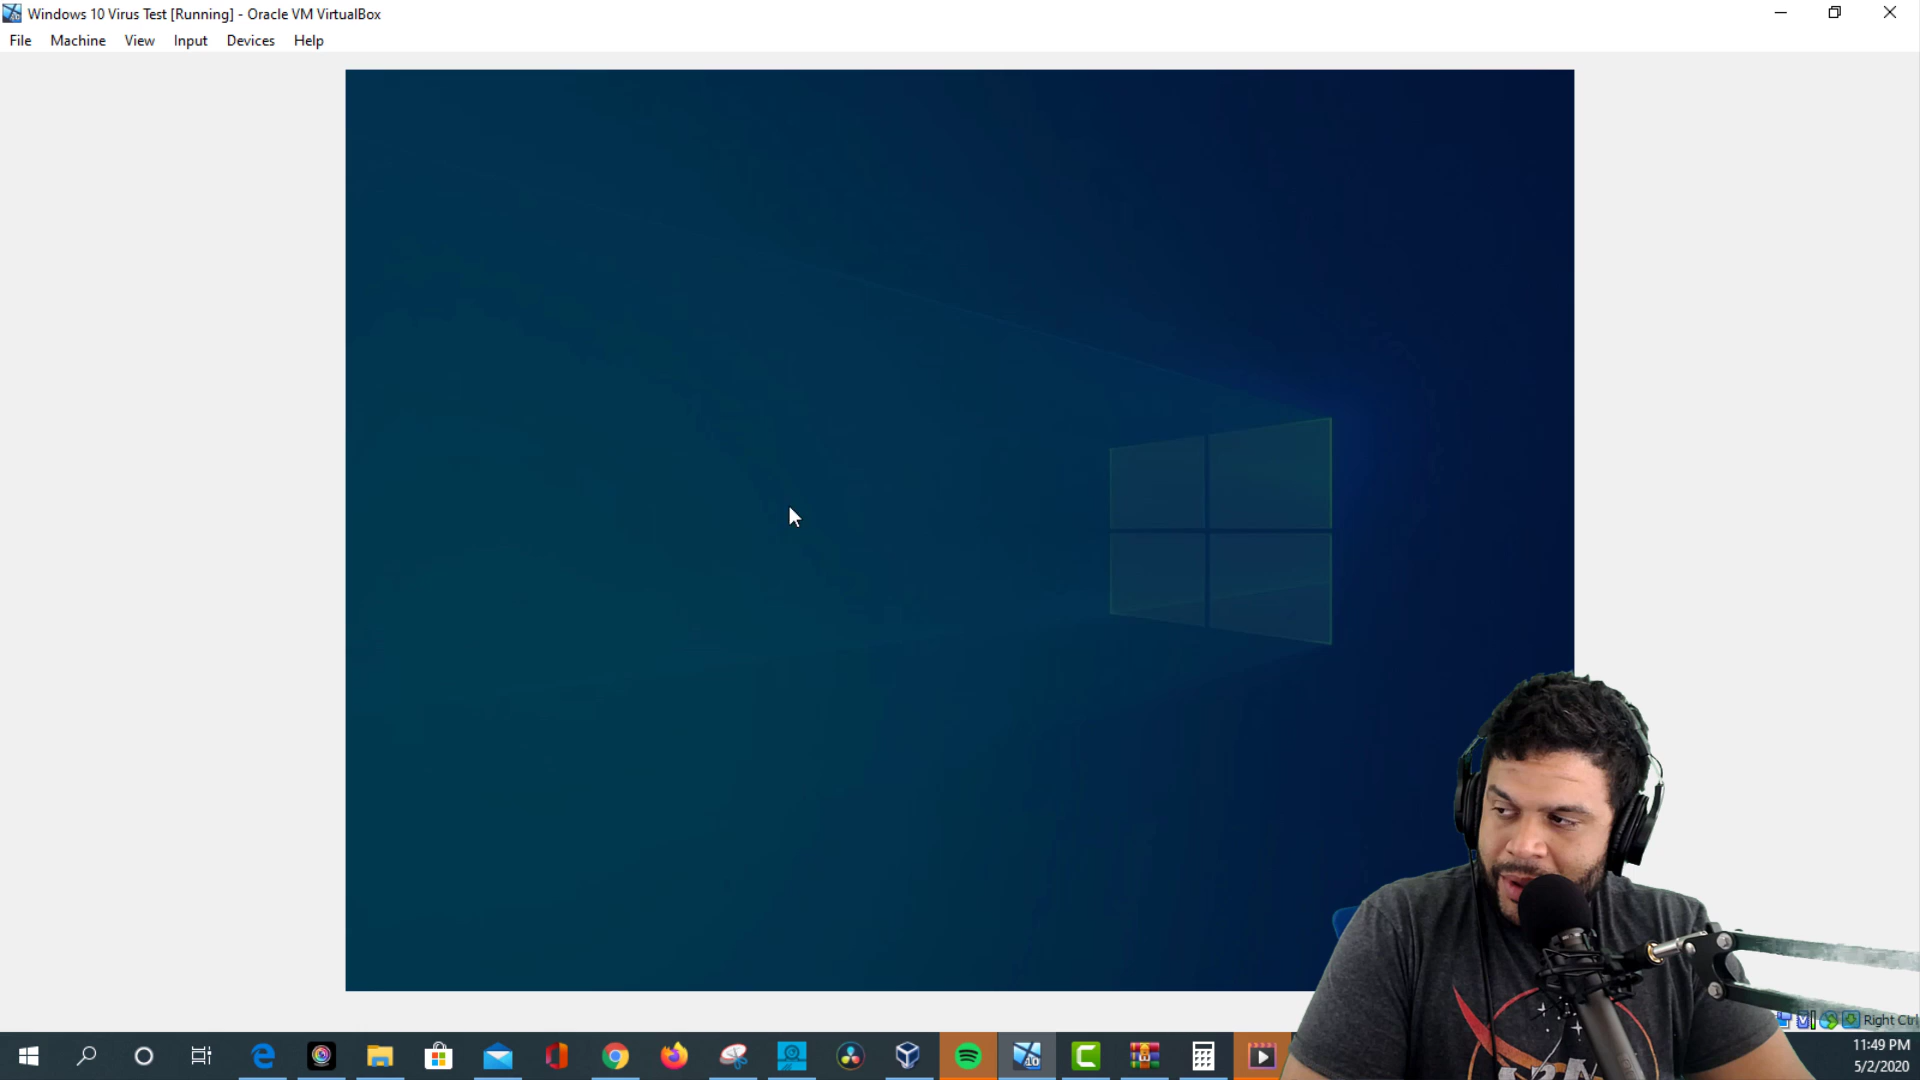 Windows 10 Virus Test [Running] - Oracle VM VirtualBox
File Machine View Input Devices Help
Right Ctrl
11:49 PM
5/2/2020